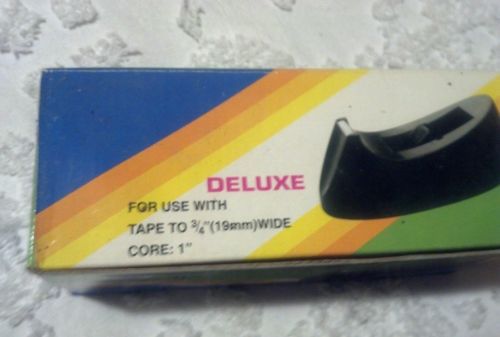 DELUXE
FOR USE WITH
TAPE TO 3/4"(19mm)WIDE
CORE: 1"